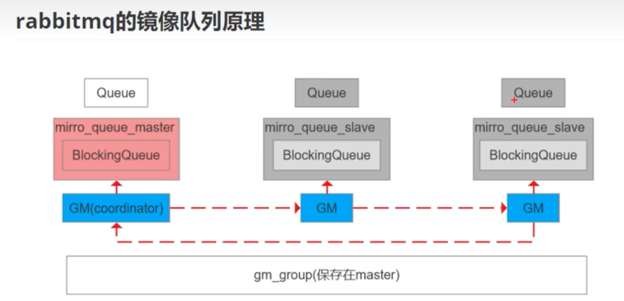 rabbitmq的镜像队列原理
Queue
Queue
Queue
mirro_queue_master
mirro_queue_slave
mirro_queue_slave
BlockingQueue
BlockingQueue
BlockingQueue
GM(coordinator)
GM
GM
gm_group(保存在master)